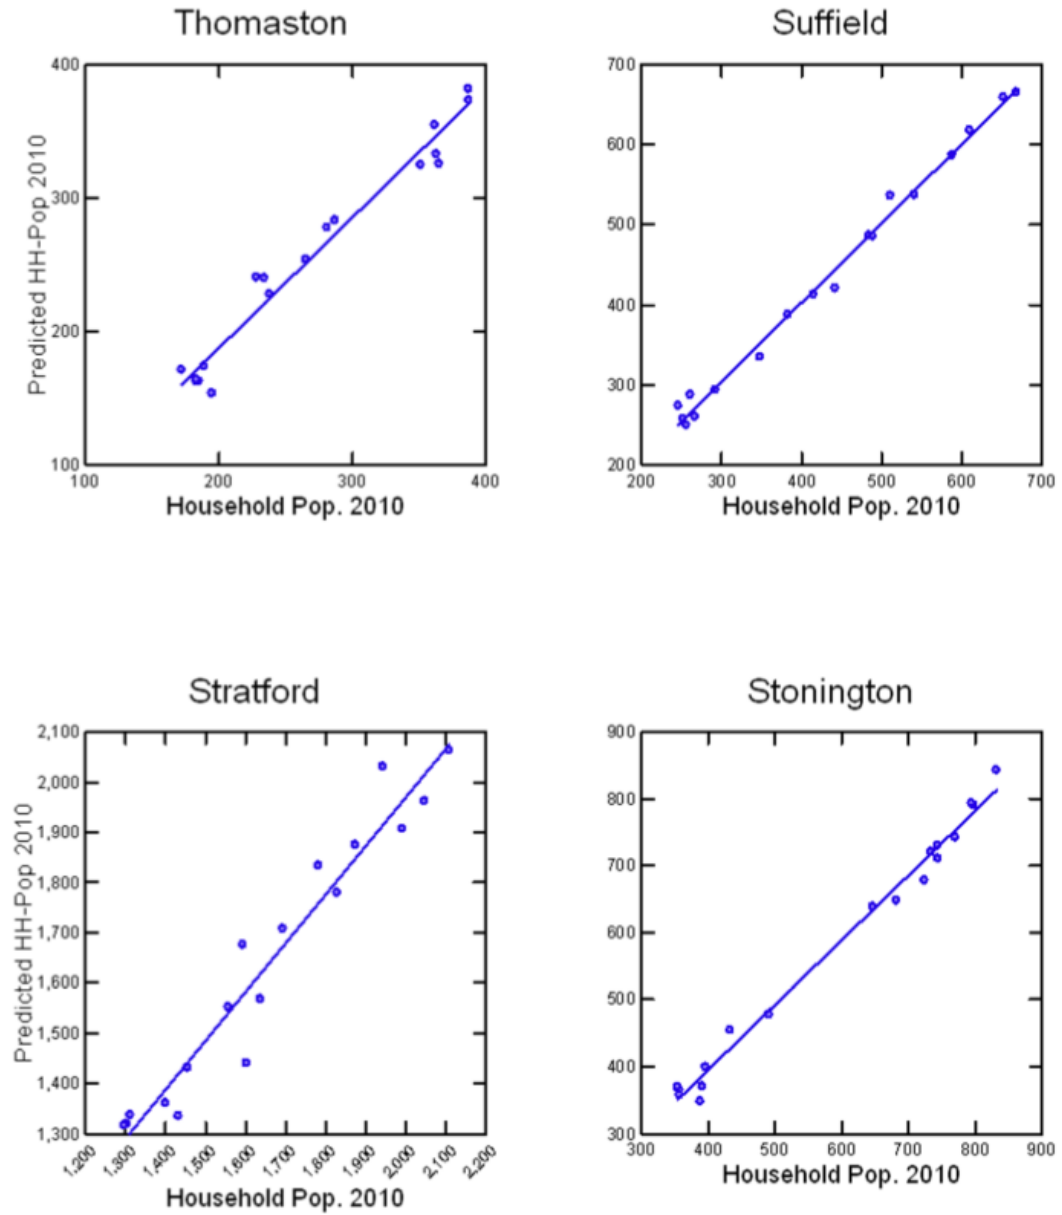 Thomaston
400
300
200
100
Predicted HH-Pop 2010
100 200 300 400
Household Pop. 2010
Suffield
700
600
500
400
300
200
200 300 400 500 600 700
Household Pop. 2010
Stratford
2,100
2,000
1,900
1,800
1,700
1,600
1,500
1,400
1,300
Predicted HH-Pop 2010
1,200 1,300 1,400 1,500 1,600 1,700 1,800 1,900 2,000 2,100 2,200
Household Pop. 2010
Stonington
900
800
700
600
500
400
300
300 400 500 600 700 800 900
Household Pop. 2010